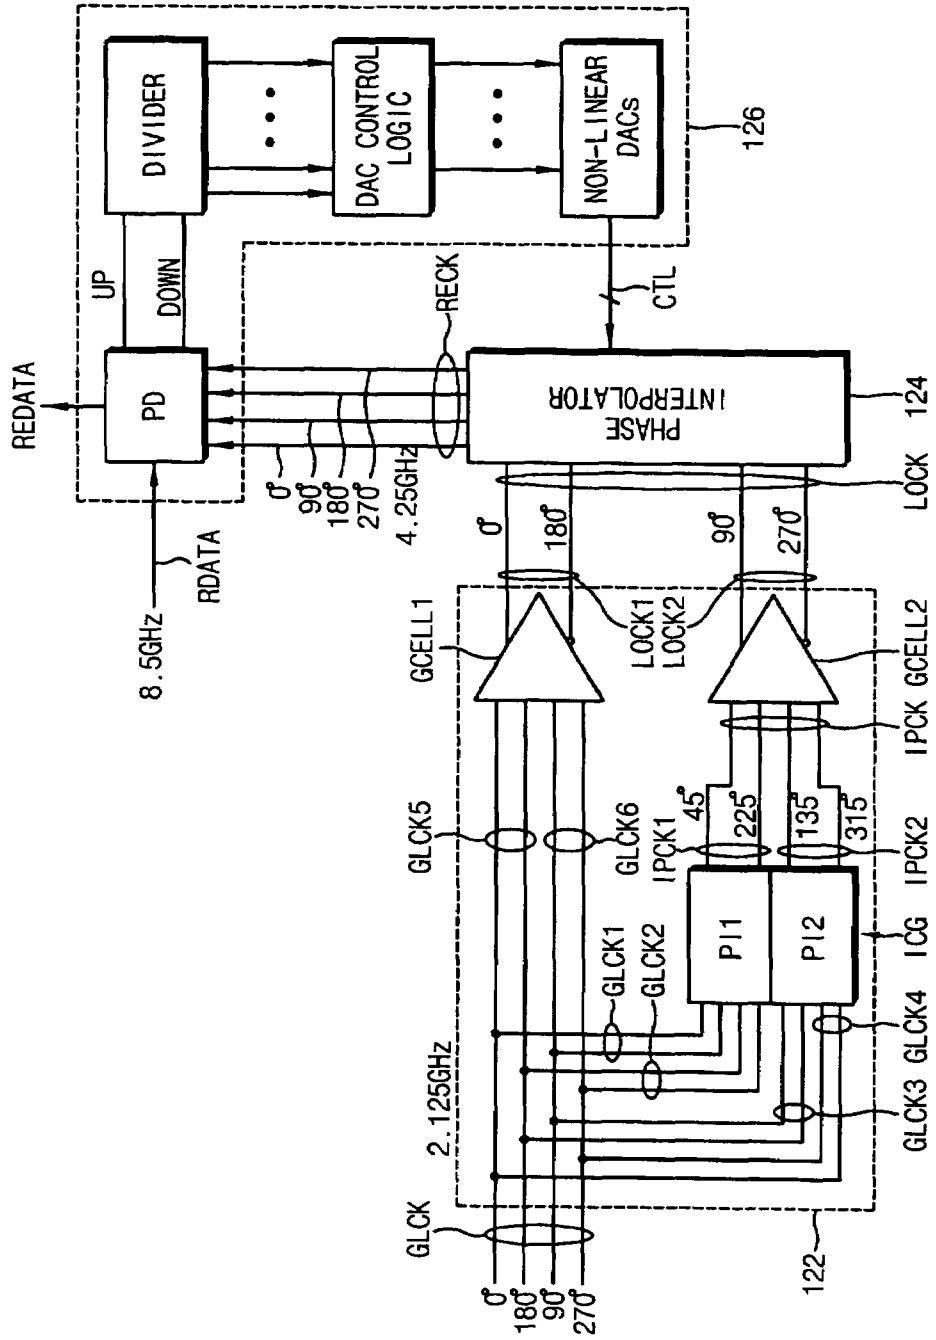 REDATA
8.5GHz
RDATA
PD
UP
DOWN
DIVIDER
DAC CONTROL
LOGIC
NON-LINEAR
DACs
126
0°
90°
180°
270°
4.25GHz
RECK
CTL
PHASE
INTERPOLATOR
124
LOCK
0°
180°
90°
270°
LOCK1
LOCK2
GCELL1
GCELL2
GLCK
0°
180°
90°
270°
2.125GHz
GLCK5
GLCK6
GLCK1
GLCK2
GLCK3
GLCK4
PI1
PI2
ICG
IPCK1
45°
225°
135°
315°
IPCK2
IPCK
122